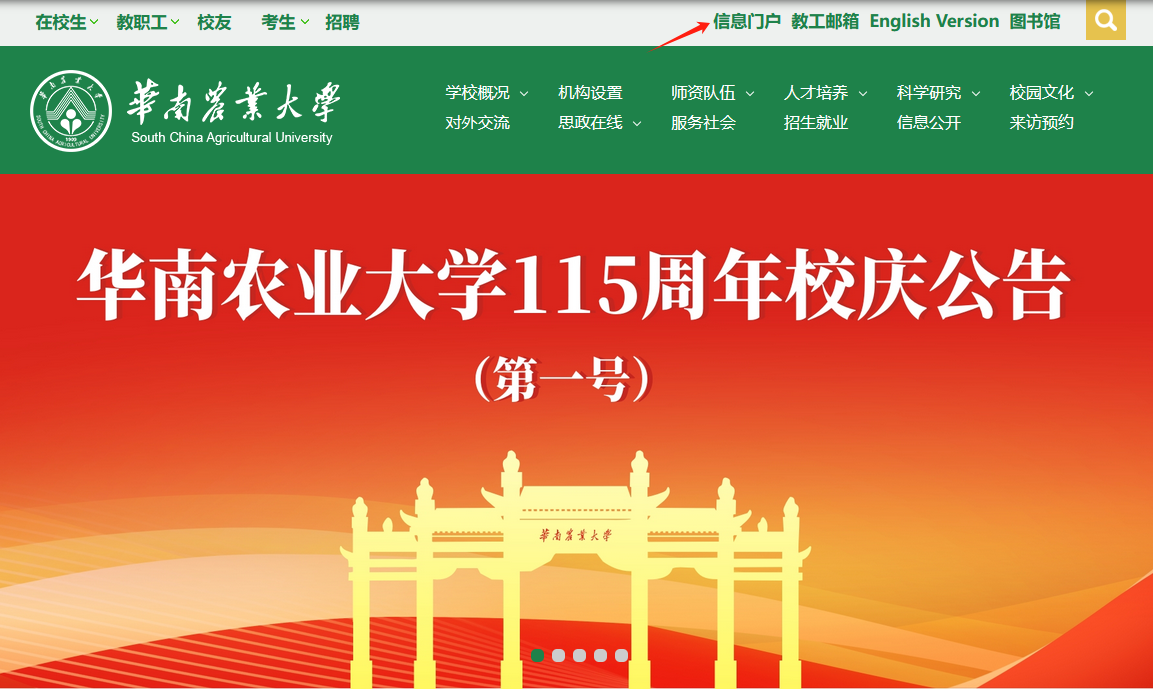 在校生 教职工 校友 考生 招聘 信息门户 教工邮箱 English Version 图书馆
華南农業大學
South China Agricultural University
学校概况 机构设置 师资队伍 人才培养 科学研究 校园文化
对外交流 思政在线 服务社会 招生就业 信息公开 来访预约
华南农业大学115周年校庆公告
（第一号）
華南农業大學